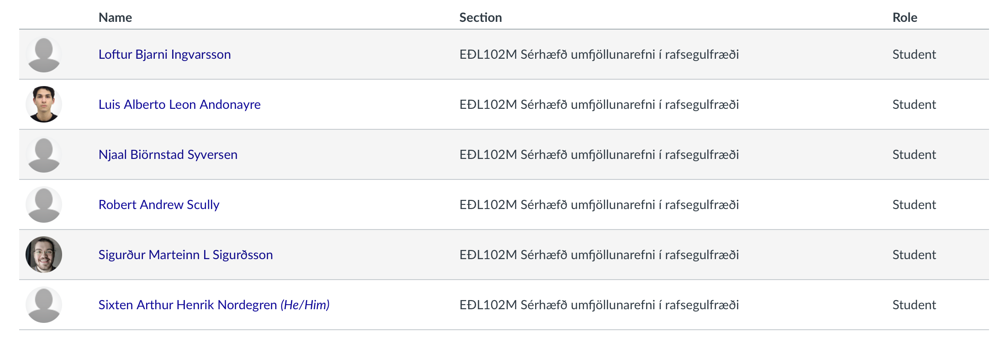 Name Section Role
Loftur Bjarni Ingvarsson EÐL102M Sérhæfð umfjöllunarefni í rafsegulfræði Student
Luis Alberto Leon Andonayre EÐL102M Sérhæfð umfjöllunarefni í rafsegulfræði Student
Njaal Biörnstad Syversen EÐL102M Sérhæfð umfjöllunarefni í rafsegulfræði Student
Robert Andrew Scully EÐL102M Sérhæfð umfjöllunarefni í rafsegulfræði Student
Sigurður Marteinn L Sigurðsson EÐL102M Sérhæfð umfjöllunarefni í rafsegulfræði Student
Sixten Arthur Henrik Nordegren (He/Him) EÐL102M Sérhæfð umfjöllunarefni í rafsegulfræði Student